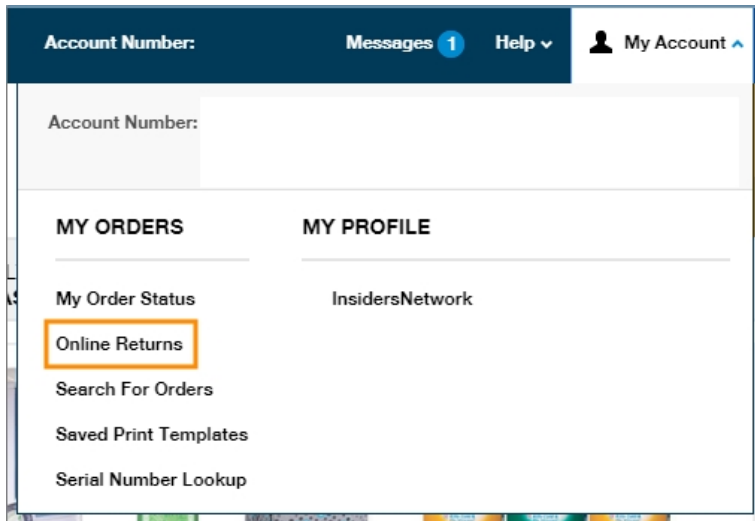 Account Number: Messages 1 Help My Account
Account Number:
MY ORDERS MY PROFILE
My Order Status InsidersNetwork
Online Returns
Search For Orders
Saved Print Templates
Serial Number Lookup